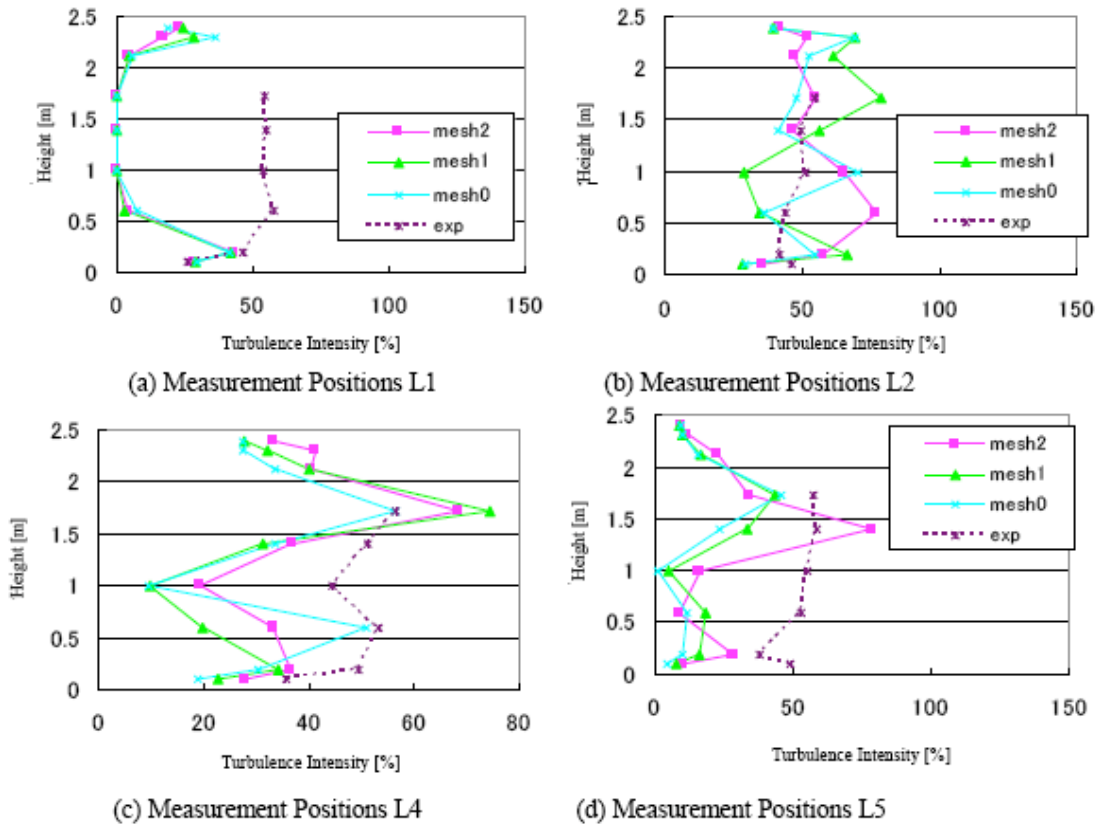 2.5
2
1.5
1
0.5
0
Height [m]
mesh2
mesh1
mesh0
exp
0 50 100 150
Turbulence Intensity [%]
(a) Measurement Positions L1
2.5
2
1.5
1
0.5
0
Height [m]
mesh2
mesh1
mesh0
exp
0 50 100 150
Turbulence Intensity [%]
(b) Measurement Positions L2
2.5
2
1.5
1
0.5
0
Height [m]
0 20 40 60 80
Turbulence Intensity [%]
(c) Measurement Positions L4
2.5
2
1.5
1
0.5
0
Height [m]
mesh2
mesh1
mesh0
exp
0 50 100 150
Turbulence Intensity [%]
(d) Measurement Positions L5